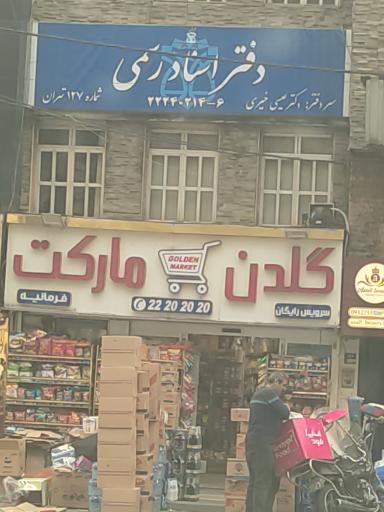 دفتر اسناد رسمی
سردفتر: دکتر عیسی خیری
۲۲۲۴۰۲۱۴-۶
شماره ۱۲۷ تهران
گلدن مارکت
GOLDEN
MARKET
سرویس رایگان
22 20 20 20
فرمانیه